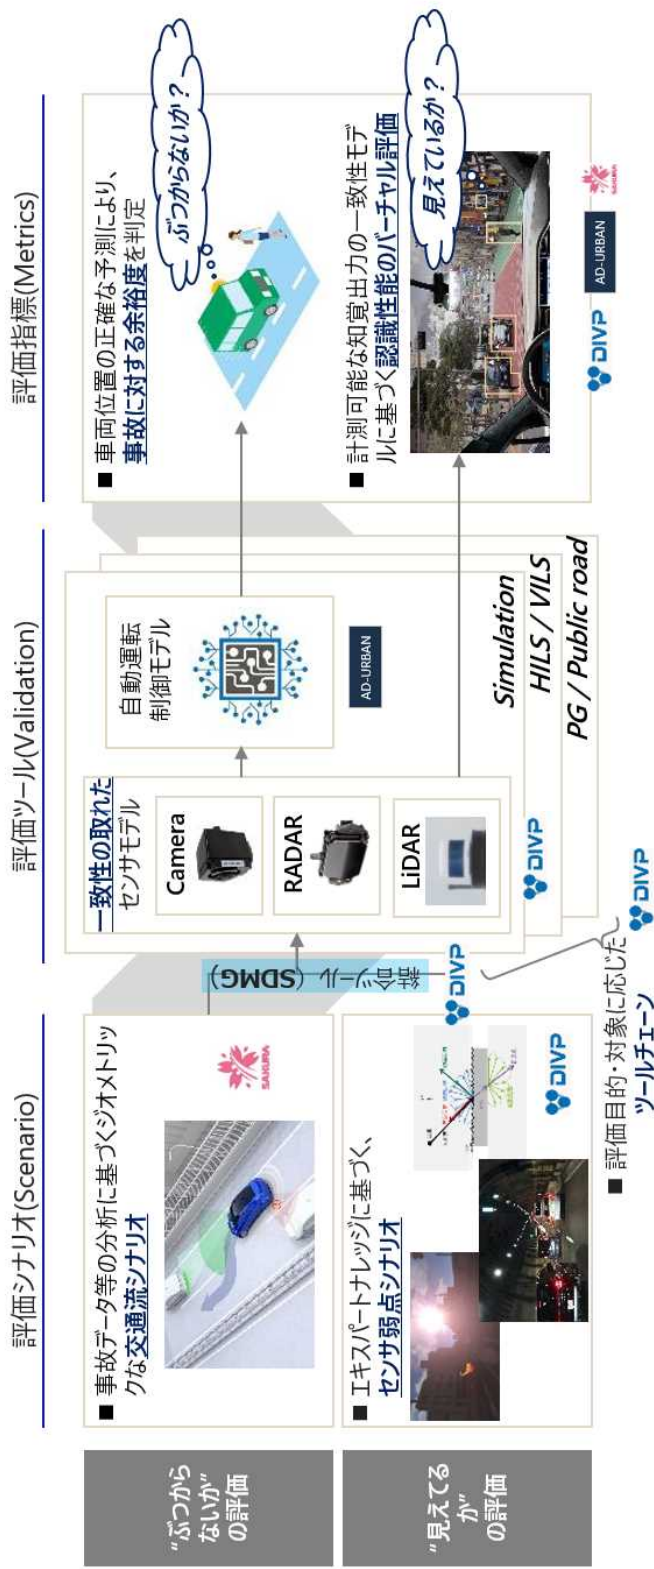 評価シナリオ(Scenario)
評価ツール(Validation)
評価指標(Metrics)
“ぶつから
ないか”
の評価
■ 事故データ等の分析に基づくジオメトリッ
クな交通流シナリオ
SAKURA
“見えてる
か”
の評価
■ エキスパートナレッジに基づく、
センサ弱点シナリオ
DIVP
結合ツール（SDMG）
DIVP
一致性の取れた
センサモデル
Camera
RADAR
LiDAR
DIVP
自動運転
制御モデル
AD-URBAN
Simulation
HILS / VILS
PG / Public road
■ 評価目的・対象に応じた
ツールチェーン
DIVP
■ 車両位置の正確な予測により、
事故に対する余裕度を判定
ぶつからないか？
■ 計測可能な知覚出力の一致性モデ
ルに基づく認識性能のバーチャル評価
見えているか？
DIVP
AD-URBAN
SAKURA